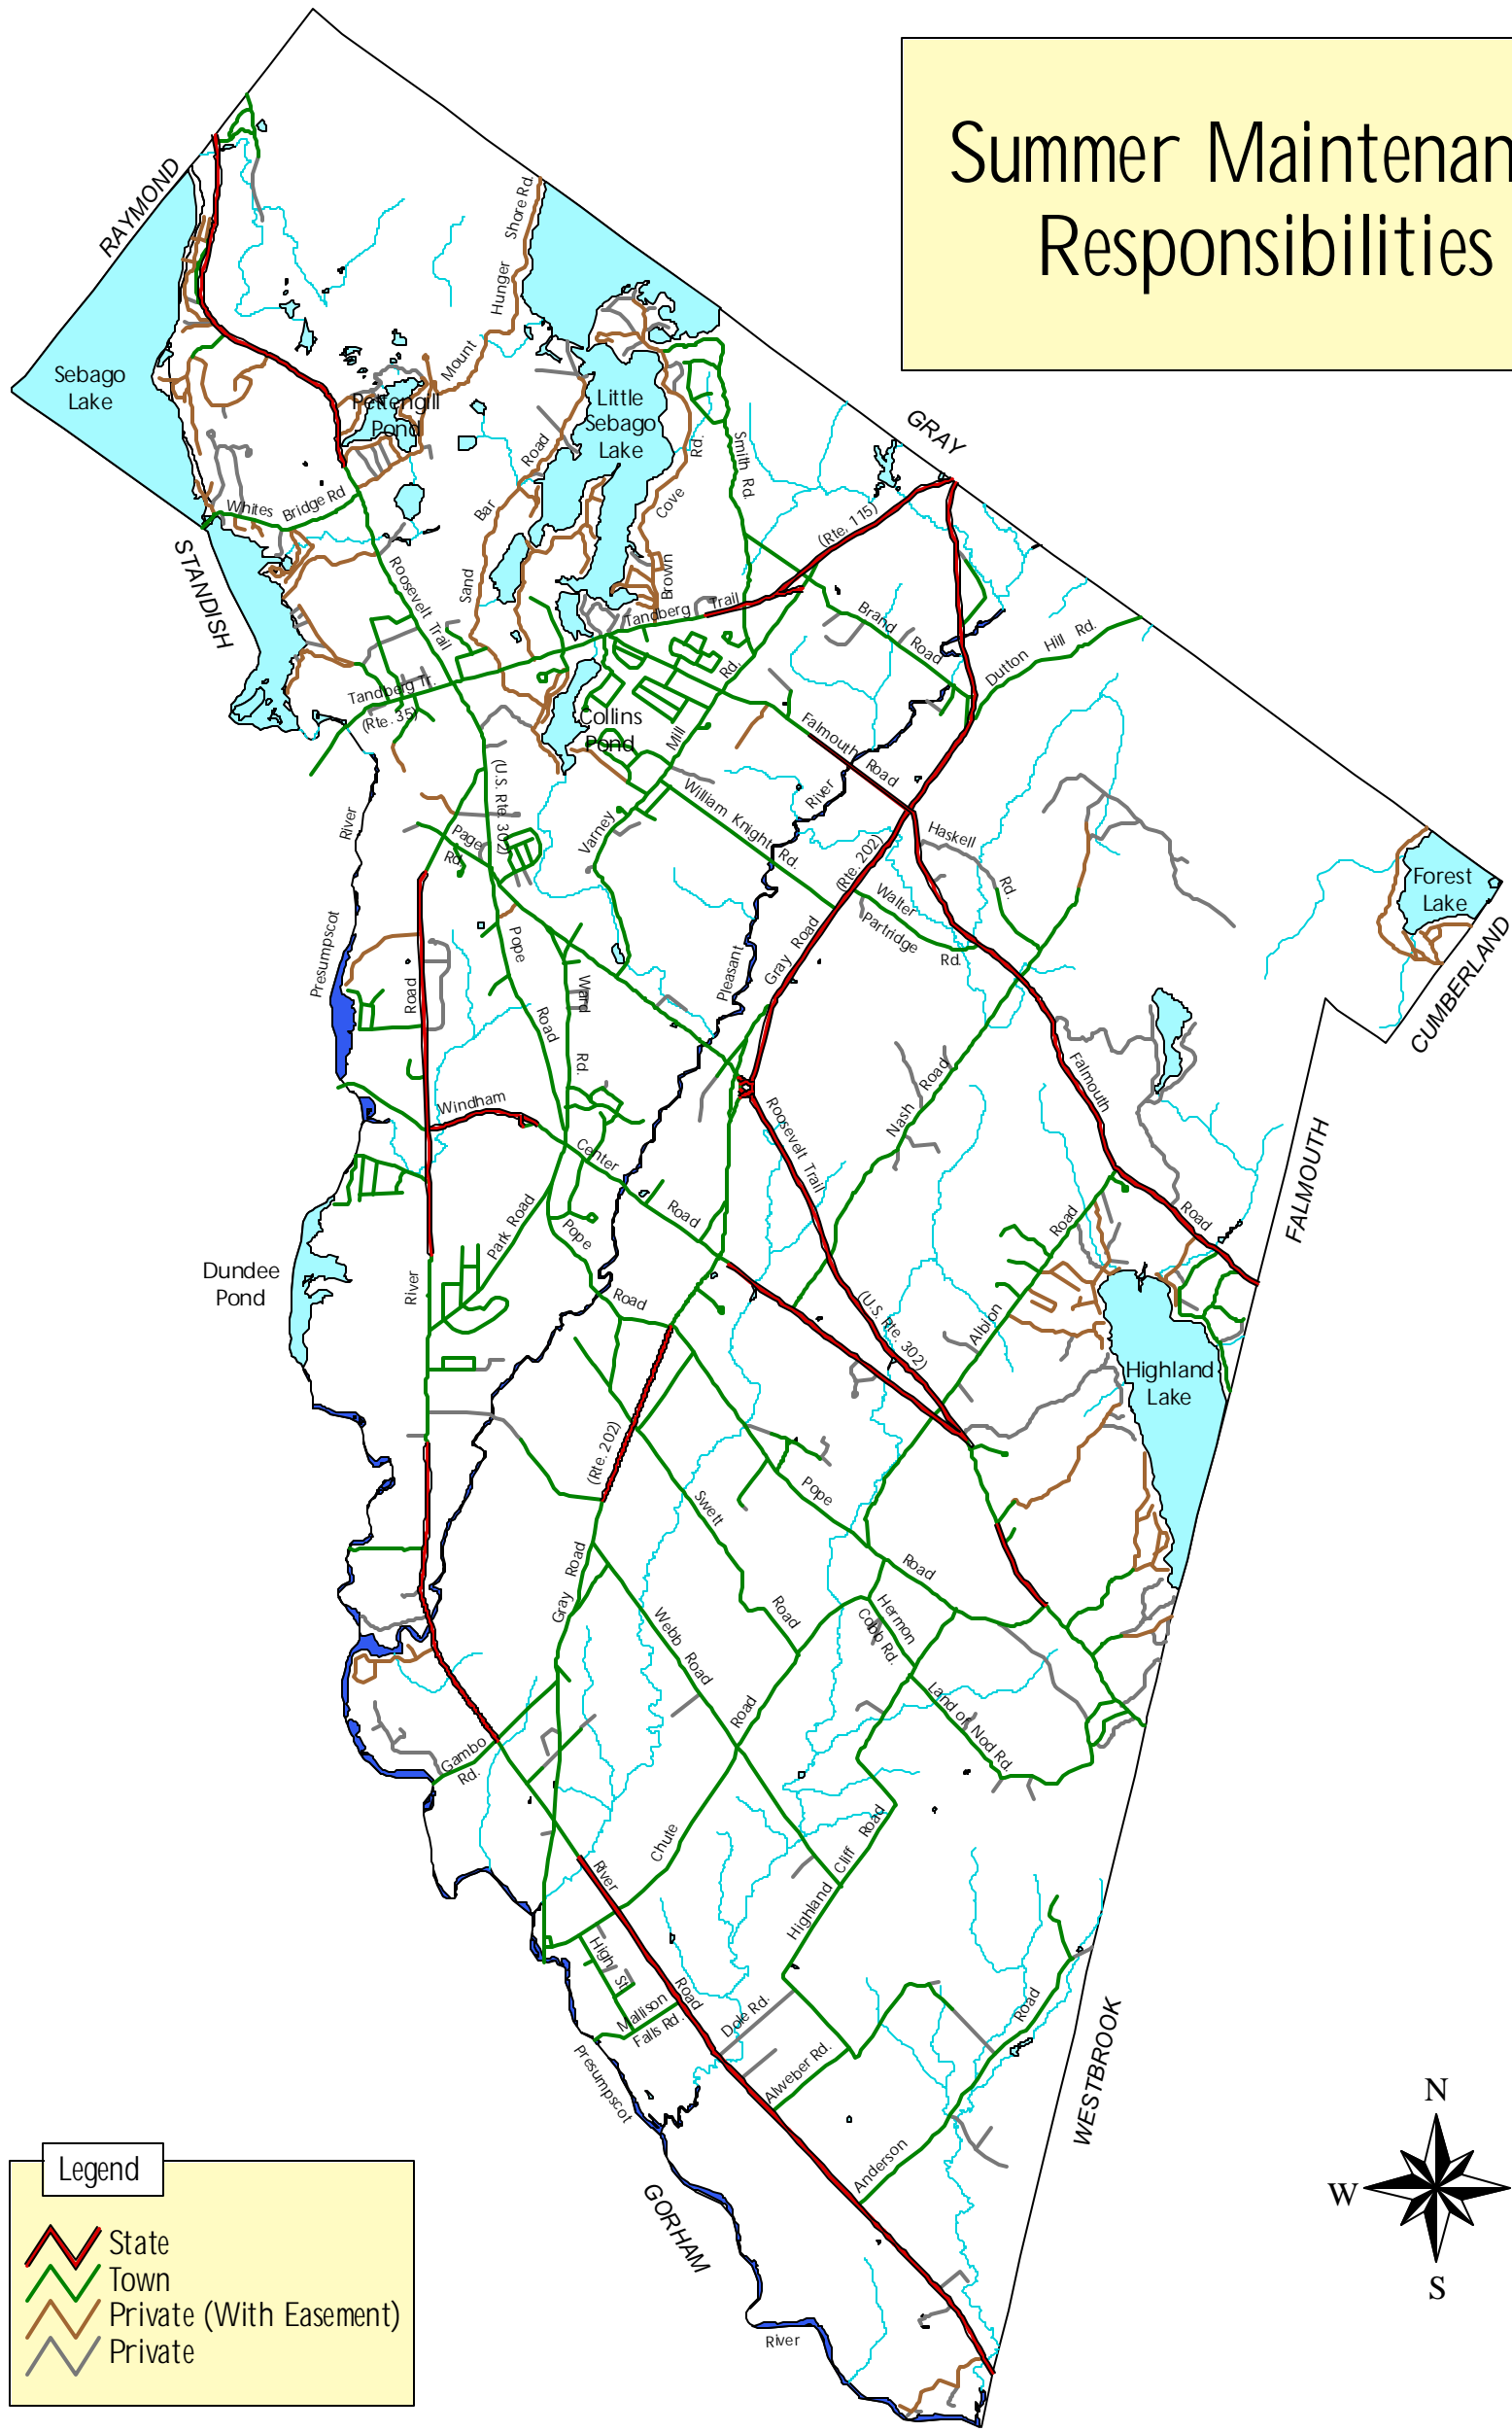 Summer Maintenan
Responsibilities
RAYMOND
Shore Rd.
Hunger
Mount
Sebago
Lake
Pettengill
Pond
Little
Sebago
Lake
GRAY
Road
Rd.
Smith Rd.
Whites Bridge Rd
Bar
Cove
(Rte. 115)
STANDISH
Roosevelt Trail
Sand
Brown
Tandberg Trail
Brand Road
Dutton Hill Rd.
Tandberg Tr.
(Rte. 35)
Rd.
Collins
Pond
Mill
Falmouth Road
(U.S. Rte. 302)
River
William Knight Rd.
River
Page
Rd.
Varney
(Rte. 202)
Haskell
Rd.
Walter
Partridge
Rd.
Forest
Lake
CUMBERLAND
Presumpscot
Road
Pope
Road
Ward
Rd.
Pleasant
Gray Road
Falmouth
Road
Windham
Center
Road
Roosevelt Trail
Nash Road
FALMOUTH
Park Road
Pope
Road
Road
Dundee
Pond
River
(U.S. Rte. 302)
Albion
Highland
Lake
(Rte. 202)
Swett
Road
Pope
Road
Gray Road
Webb Road
Hermon
Cobb Rd.
Road
Land of Nod Rd.
Gambo
Rd.
Chute
River
Road
Highland Cliff Road
High St.
Mallison
Falls Rd.
Dole Rd.
Alweber Rd.
Road
Anderson
Presumpscot
WESTBROOK
GORHAM
River
N
W
S
Legend
State
Town
Private (With Easement)
Private